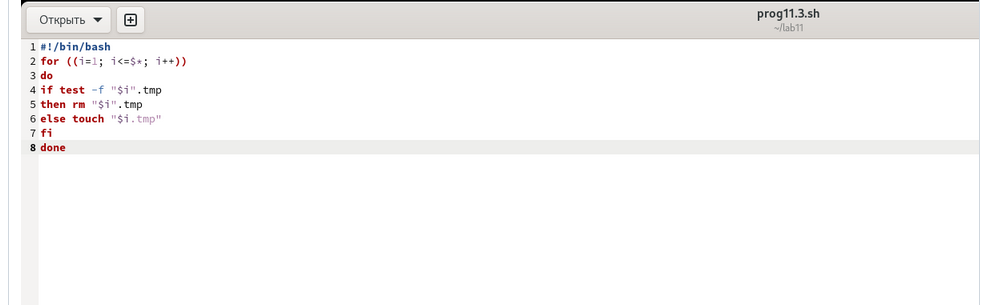 Открыть
prog11.3.sh
~/lab11
1 #!/bin/bash
2 for ((i=1; i<=$*; i++))
3 do
4 if test -f "$i".tmp
5 then rm "$i".tmp
6 else touch "$i.tmp"
7 fi
8 done